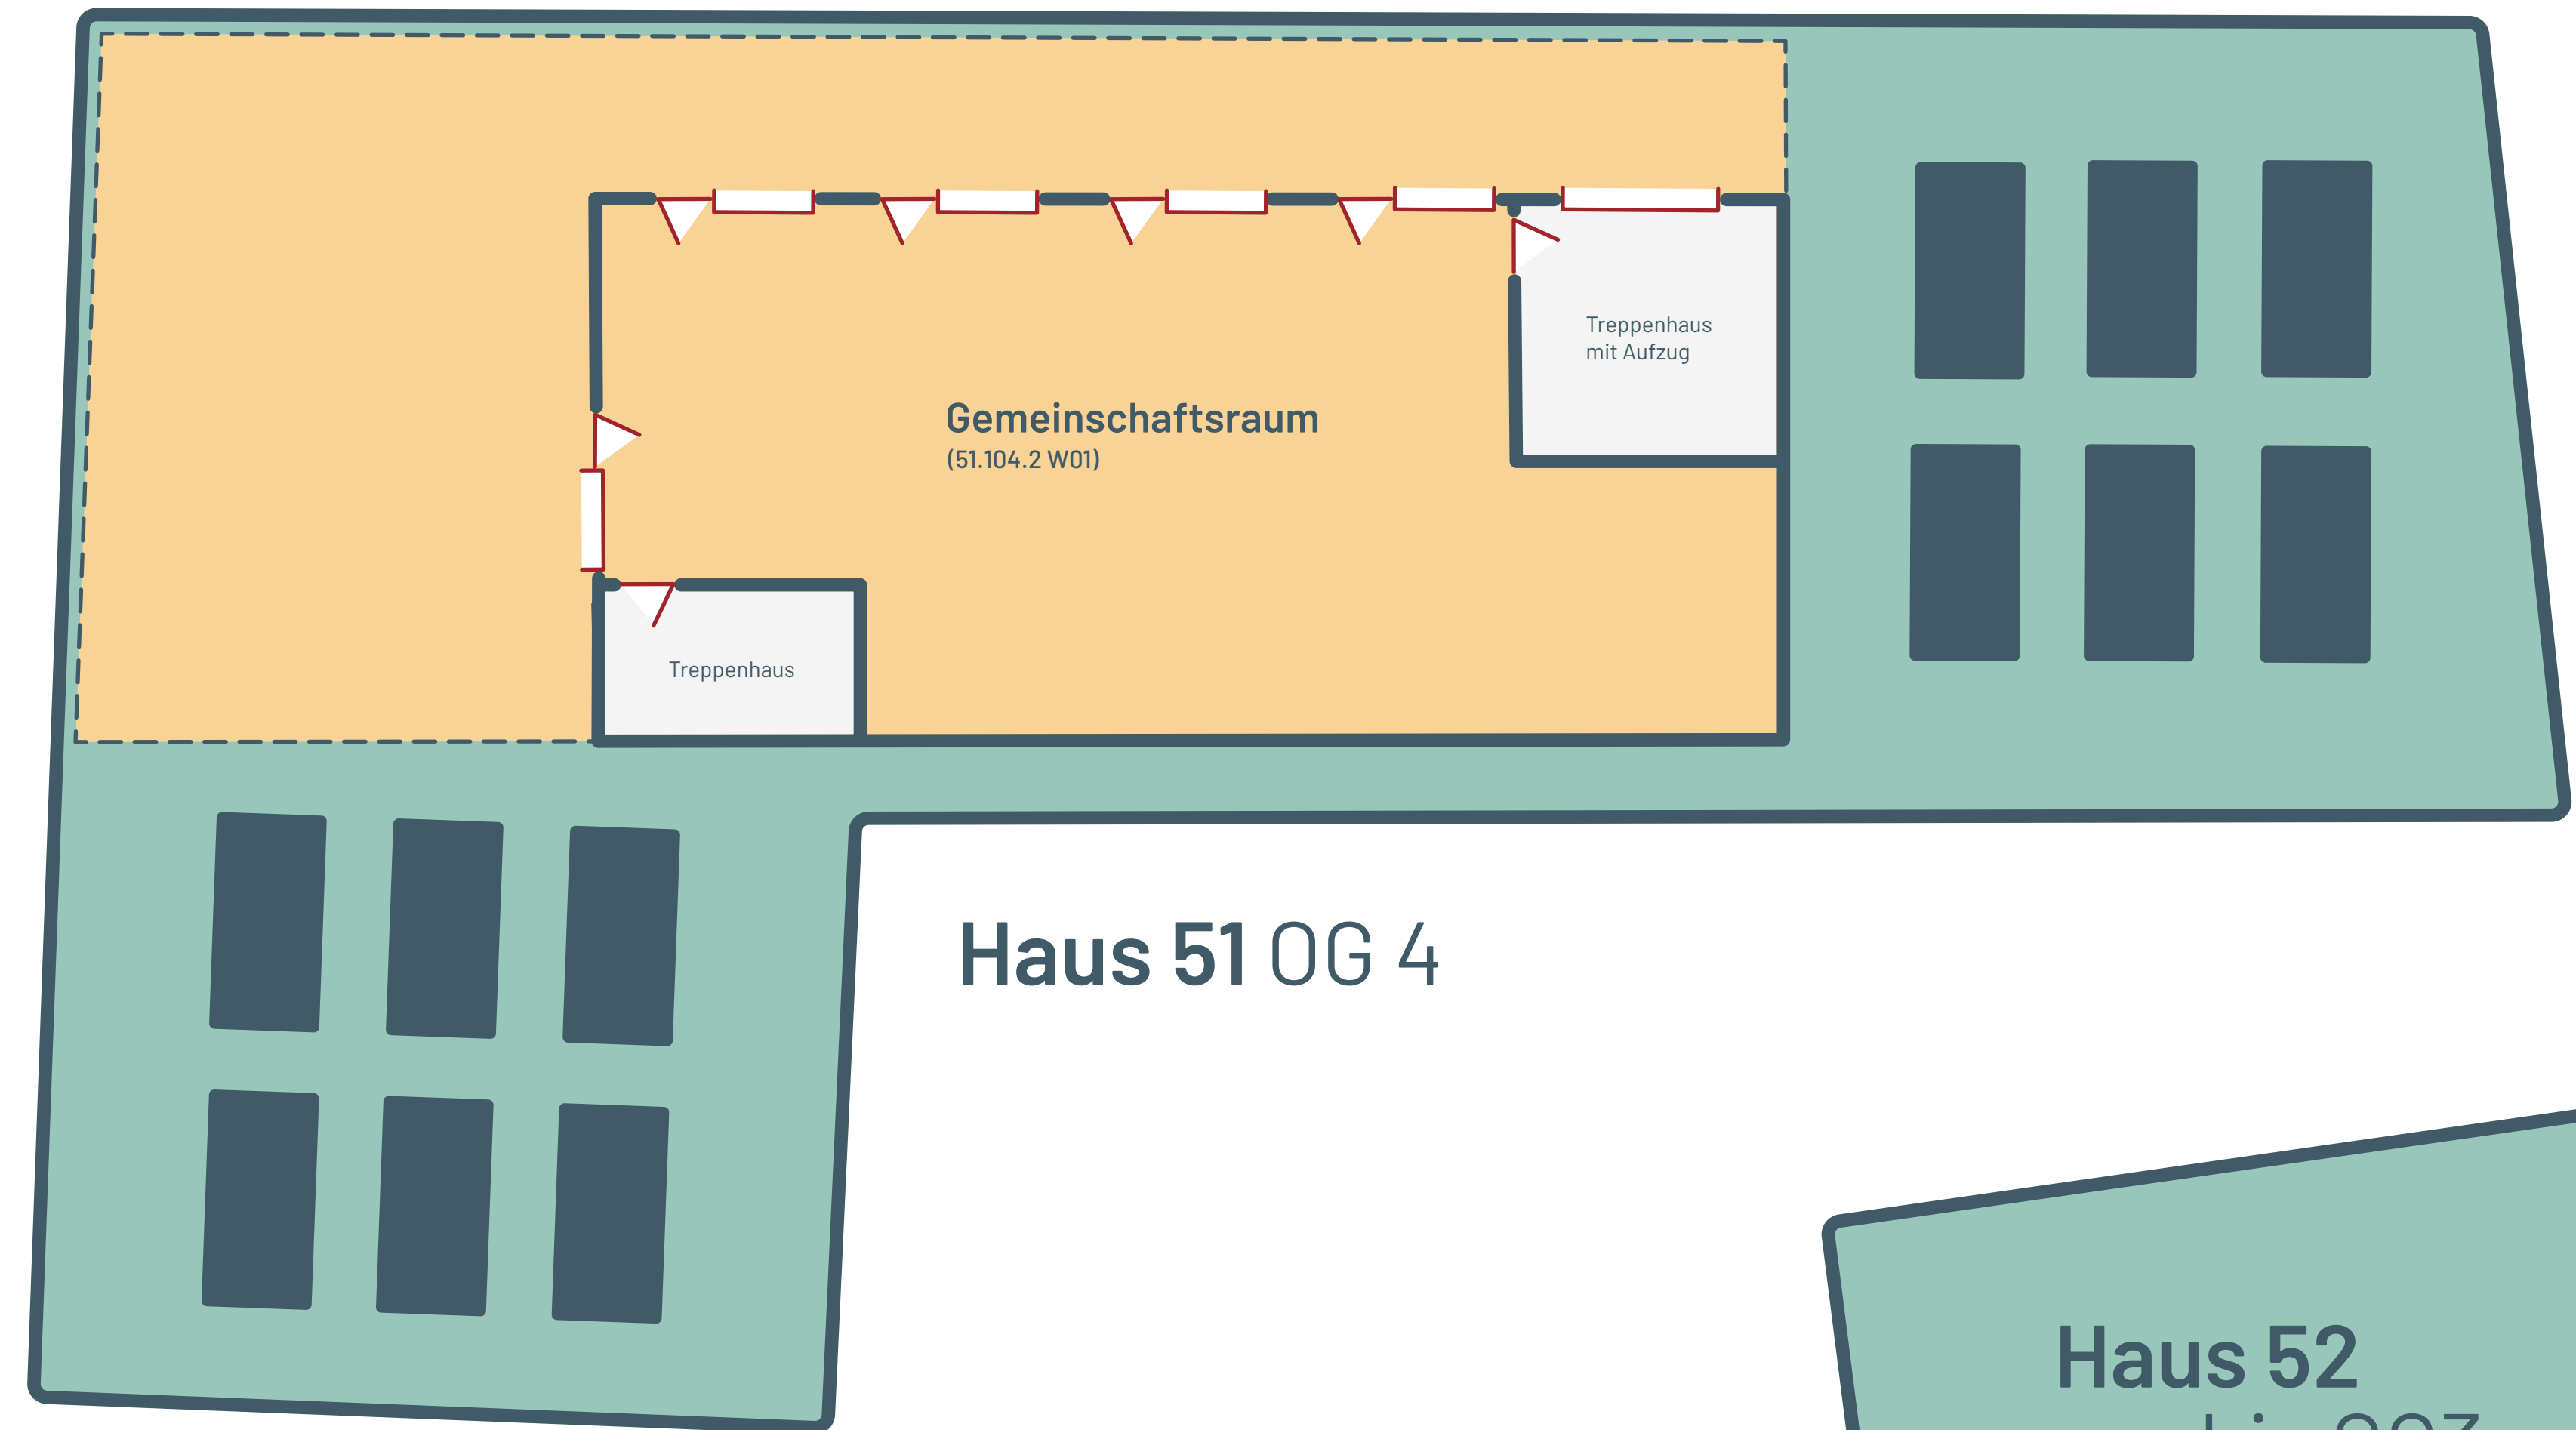 Treppenhaus
mit Aufzug
Gemeinschaftsraum
(51.104.2 W01)
Treppenhaus
Haus 51 OG 4
Haus 52